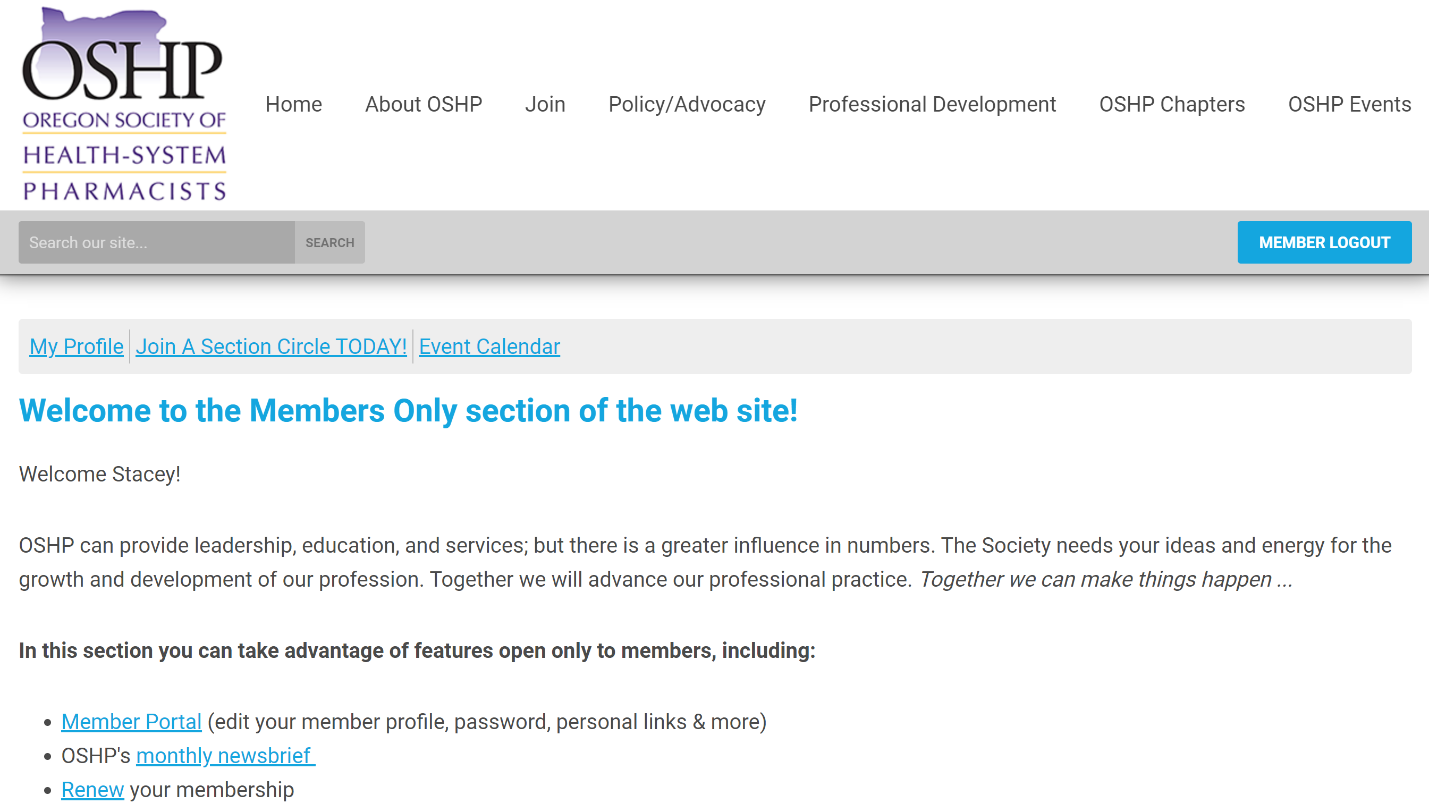 OSHP
OREGON SOCIETY OF
HEALTH-SYSTEM
PHARMACISTS
Home About OSHP Join Policy/Advocacy Professional Development OSHP Chapters OSHP Events
Search our site... SEARCH MEMBER LOGOUT
My Profile Join A Section Circle TODAY! Event Calendar
Welcome to the Members Only section of the web site!
Welcome Stacey!
OSHP can provide leadership, education, and services; but there is a greater influence in numbers. The Society needs your ideas and energy for the
growth and development of our profession. Together we will advance our professional practice. Together we can make things happen ...
In this section you can take advantage of features open only to members, including:
• Member Portal (edit your member profile, password, personal links & more)
• OSHP's monthly newsbrief
• Renew your membership